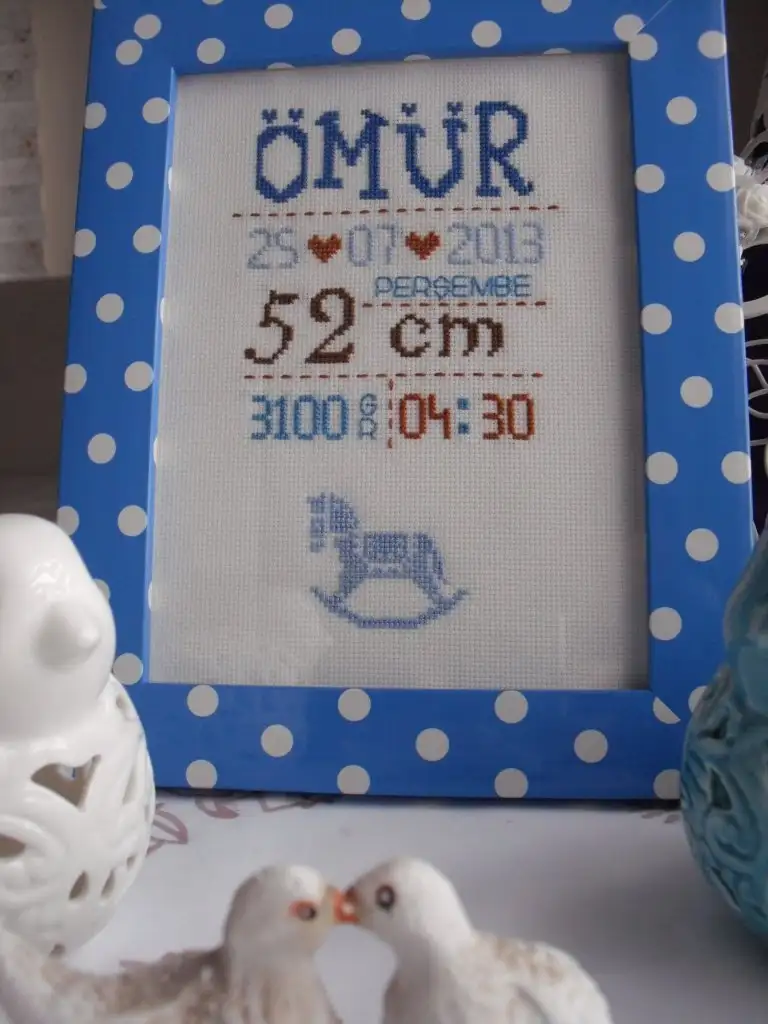 ÖMÜR
25 07 2013
PERŞEMBE
52 cm
3100 GR 04:30